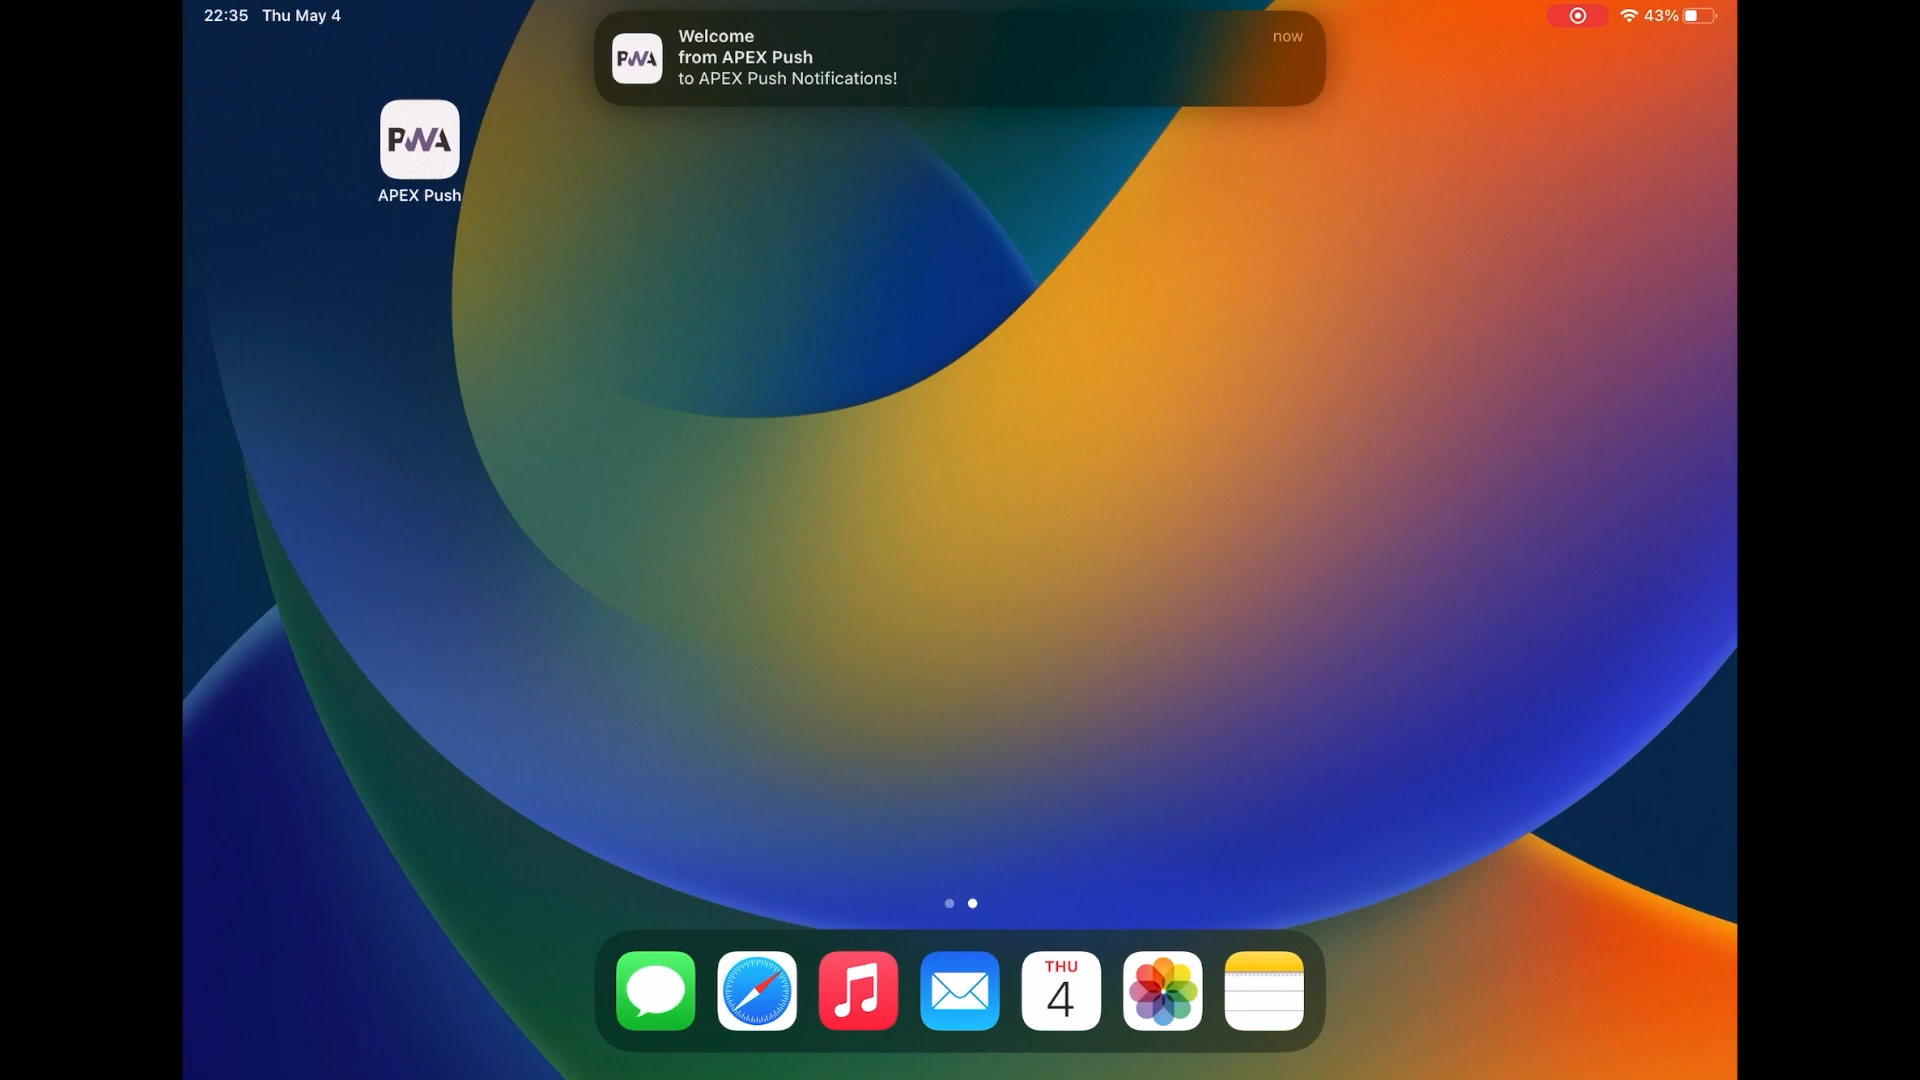 22:35 Thu May 4
43%
PWA
Welcome
now
from APEX Push
to APEX Push Notifications!
PWA
APEX Push
THU
4